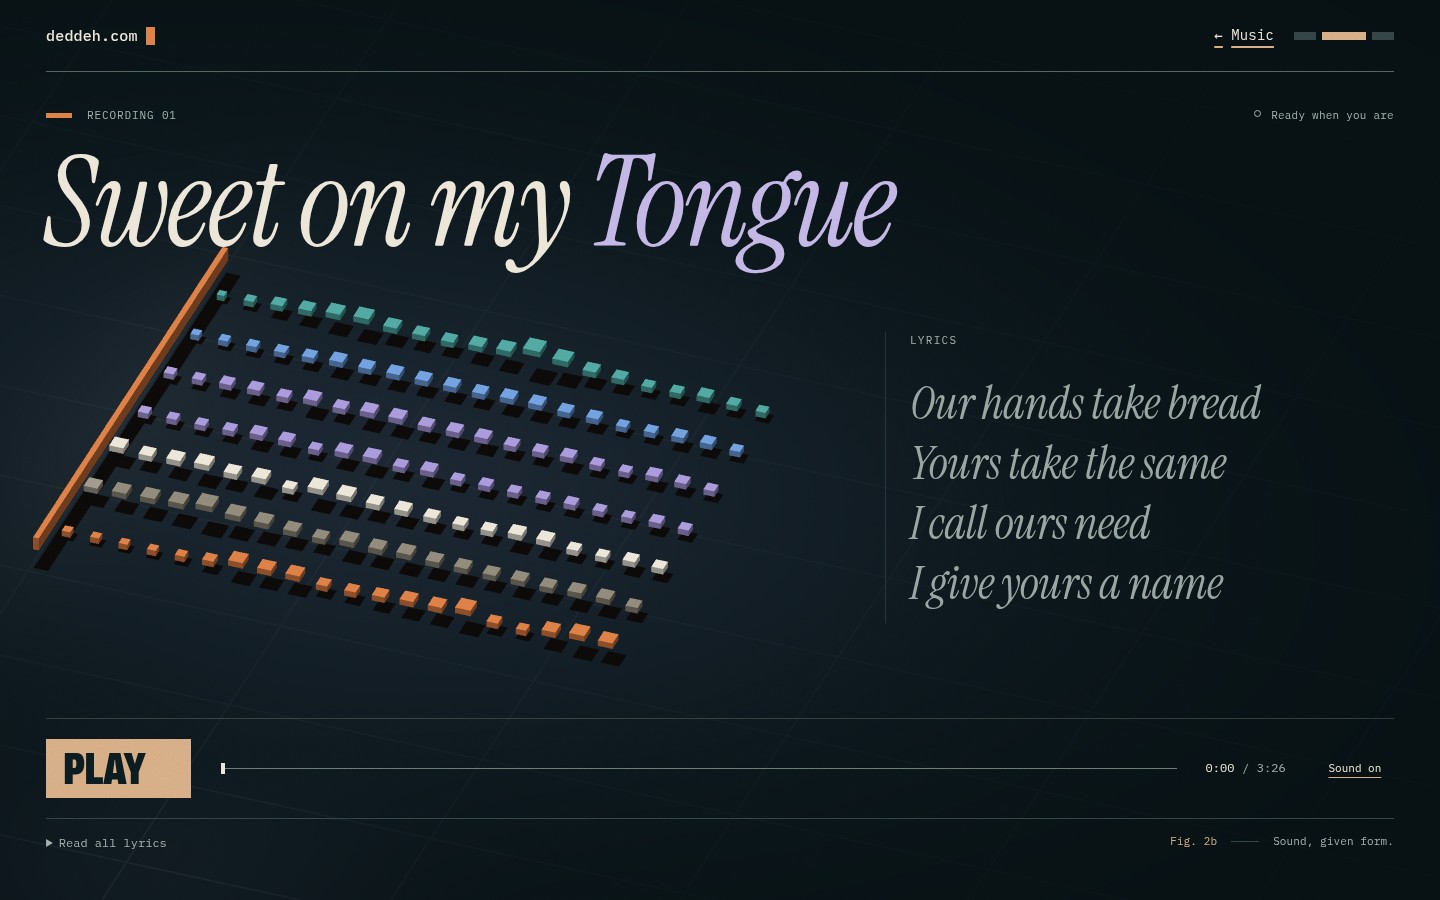 deddeh.com
← Music
RECORDING 01
Ready when you are
Sweet on my Tongue
LYRICS
Our hands take bread
Yours take the same
I call ours need
I give yours a name
PLAY
0:00 / 3:26
Sound on
Read all lyrics
Fig. 2b
Sound, given form.